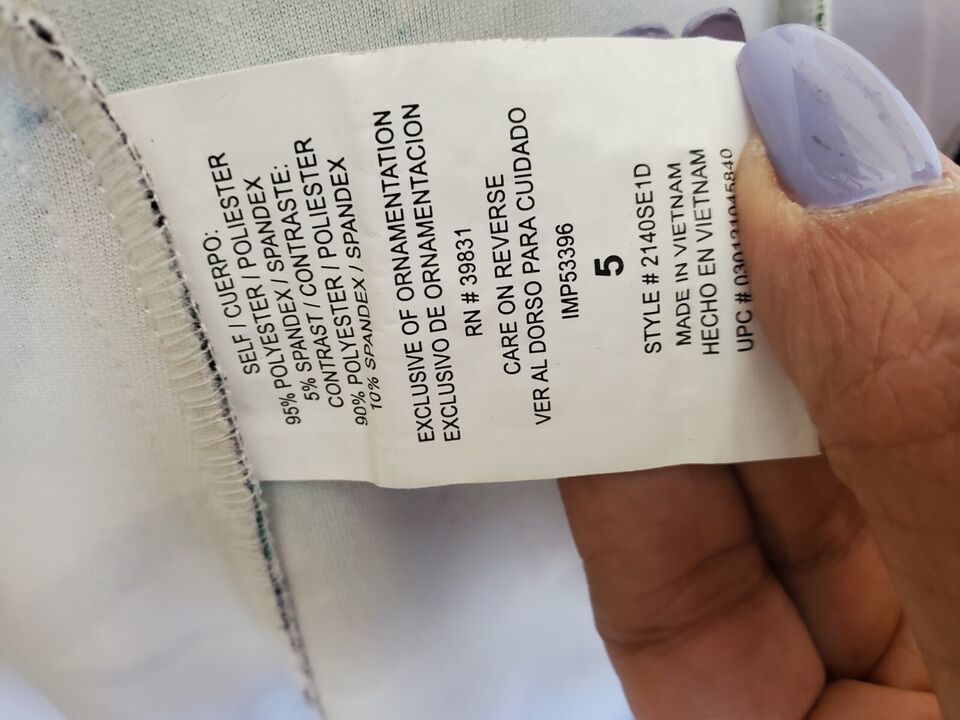 SELF / CUERPO:
95% POLYESTER / POLIESTER
5% SPANDEX / SPANDEX
CONTRAST / CONTRASTE:
90% POLYESTER / POLIESTER
10% SPANDEX / SPANDEX
EXCLUSIVE OF ORNAMENTATION
EXCLUSIVO DE ORNAMENTACION
RN # 39831
CARE ON REVERSE
VER AL DORSO PARA CUIDADO
IMP53396
5
STYLE # 2140SE1D
MADE IN VIETNAM
HECHO EN VIETNAM
UPC #